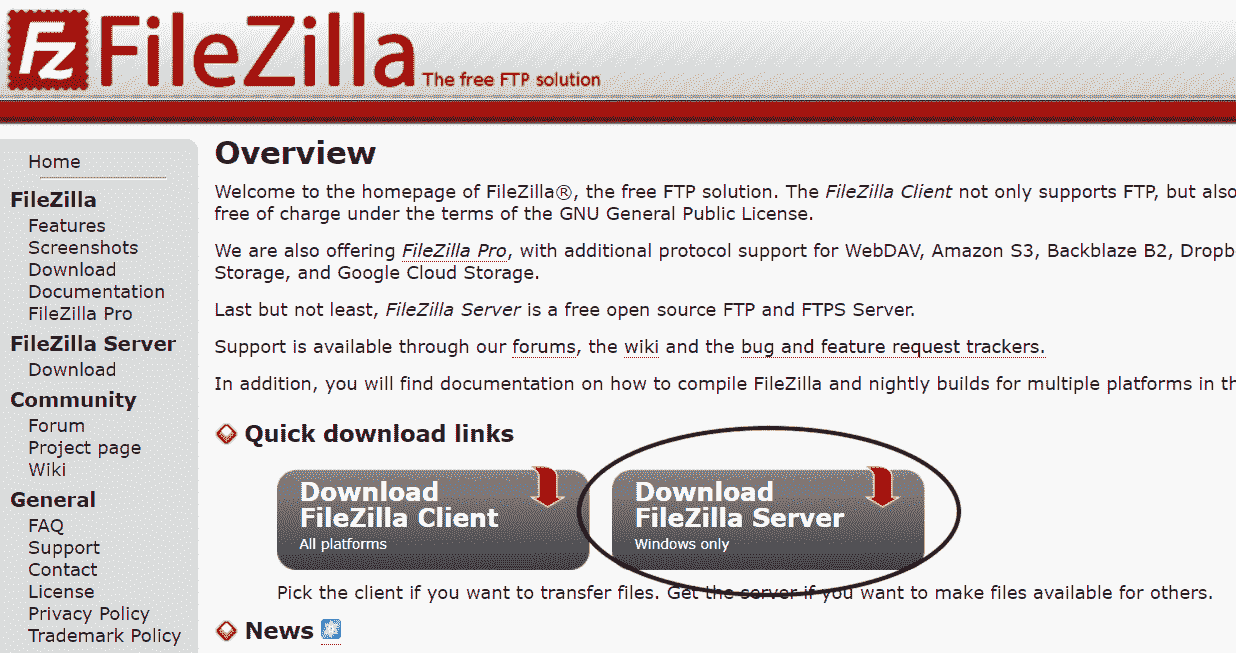 Fz FileZilla The free FTP solution
Home
FileZilla
Features
Screenshots
Download
Documentation
FileZilla Pro
FileZilla Server
Download
Community
Forum
Project page
Wiki
General
FAQ
Support
Contact
License
Privacy Policy
Trademark Policy
Overview
Welcome to the homepage of FileZilla®, the free FTP solution. The FileZilla Client not only supports FTP, but also
free of charge under the terms of the GNU General Public License.
We are also offering FileZilla Pro, with additional protocol support for WebDAV, Amazon S3, Backblaze B2, Dropb
Storage, and Google Cloud Storage.
Last but not least, FileZilla Server is a free open source FTP and FTPS Server.
Support is available through our forums, the wiki and the bug and feature request trackers.
In addition, you will find documentation on how to compile FileZilla and nightly builds for multiple platforms in th
Quick download links
Download
FileZilla Client
All platforms
Download
FileZilla Server
Windows only
Pick the client if you want to transfer files. Get the server if you want to make files available for others.
News